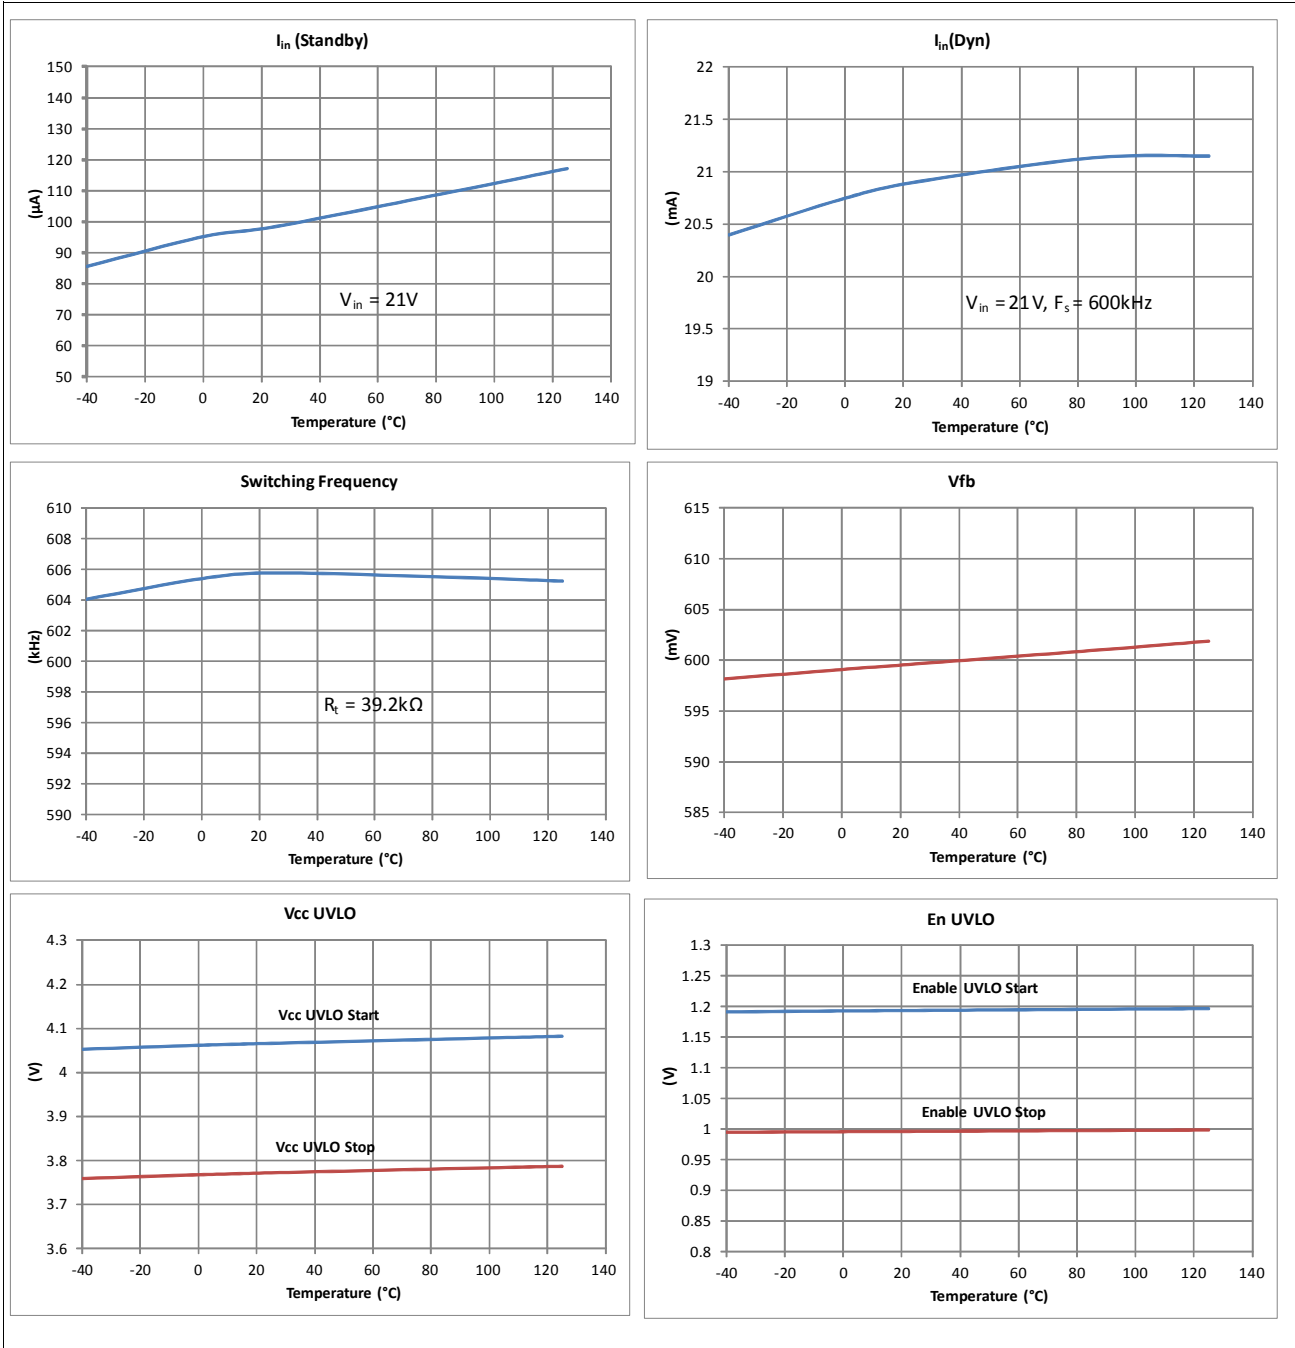 I_in (Standby)
150
140
130
120
110
100
90
80
70
60
50
(µA)
V_in = 21V
-40 -20 0 20 40 60 80 100 120 140
Temperature (°C)
I_in(Dyn)
22
21.5
21
20.5
20
19.5
19
(mA)
V_in = 21V, F_s = 600kHz
-40 -20 0 20 40 60 80 100 120 140
Temperature (°C)
Switching Frequency
610
608
606
604
602
600
598
596
594
592
590
(kHz)
R_t = 39.2kΩ
-40 -20 0 20 40 60 80 100 120 140
Temperature (°C)
Vfb
615
610
605
600
595
590
585
(mV)
-40 -20 0 20 40 60 80 100 120 140
Temperature (°C)
Vcc UVLO
4.3
4.2
4.1
4
3.9
3.8
3.7
3.6
(V)
Vcc UVLO Start
Vcc UVLO Stop
-40 -20 0 20 40 60 80 100 120 140
Temperature (°C)
En UVLO
1.3
1.25
1.2
1.15
1.1
1.05
1
0.95
0.9
0.85
0.8
(V)
Enable UVLO Start
Enable UVLO Stop
-40 -20 0 20 40 60 80 100 120 140
Temperature (°C)